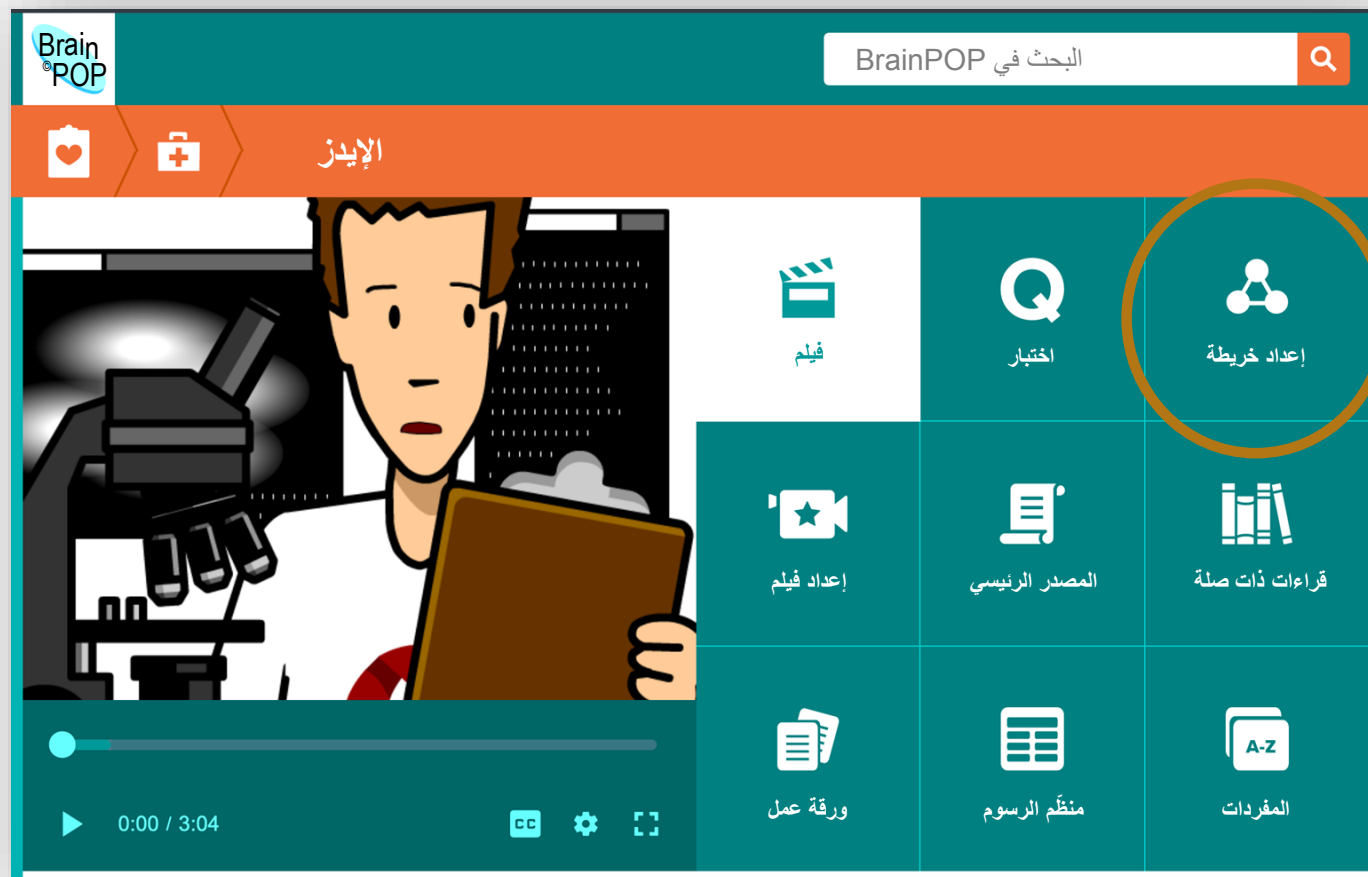 Brain
©POP
البحث في BrainPOP
الإيدز
فيلم
اختبار
إعداد خريطة
إعداد فيلم
المصدر الرئيسي
قراءات ذات صلة
A-Z
ورقة عمل
منظّم الرسوم
المفردات
0:00 / 3:04
CC